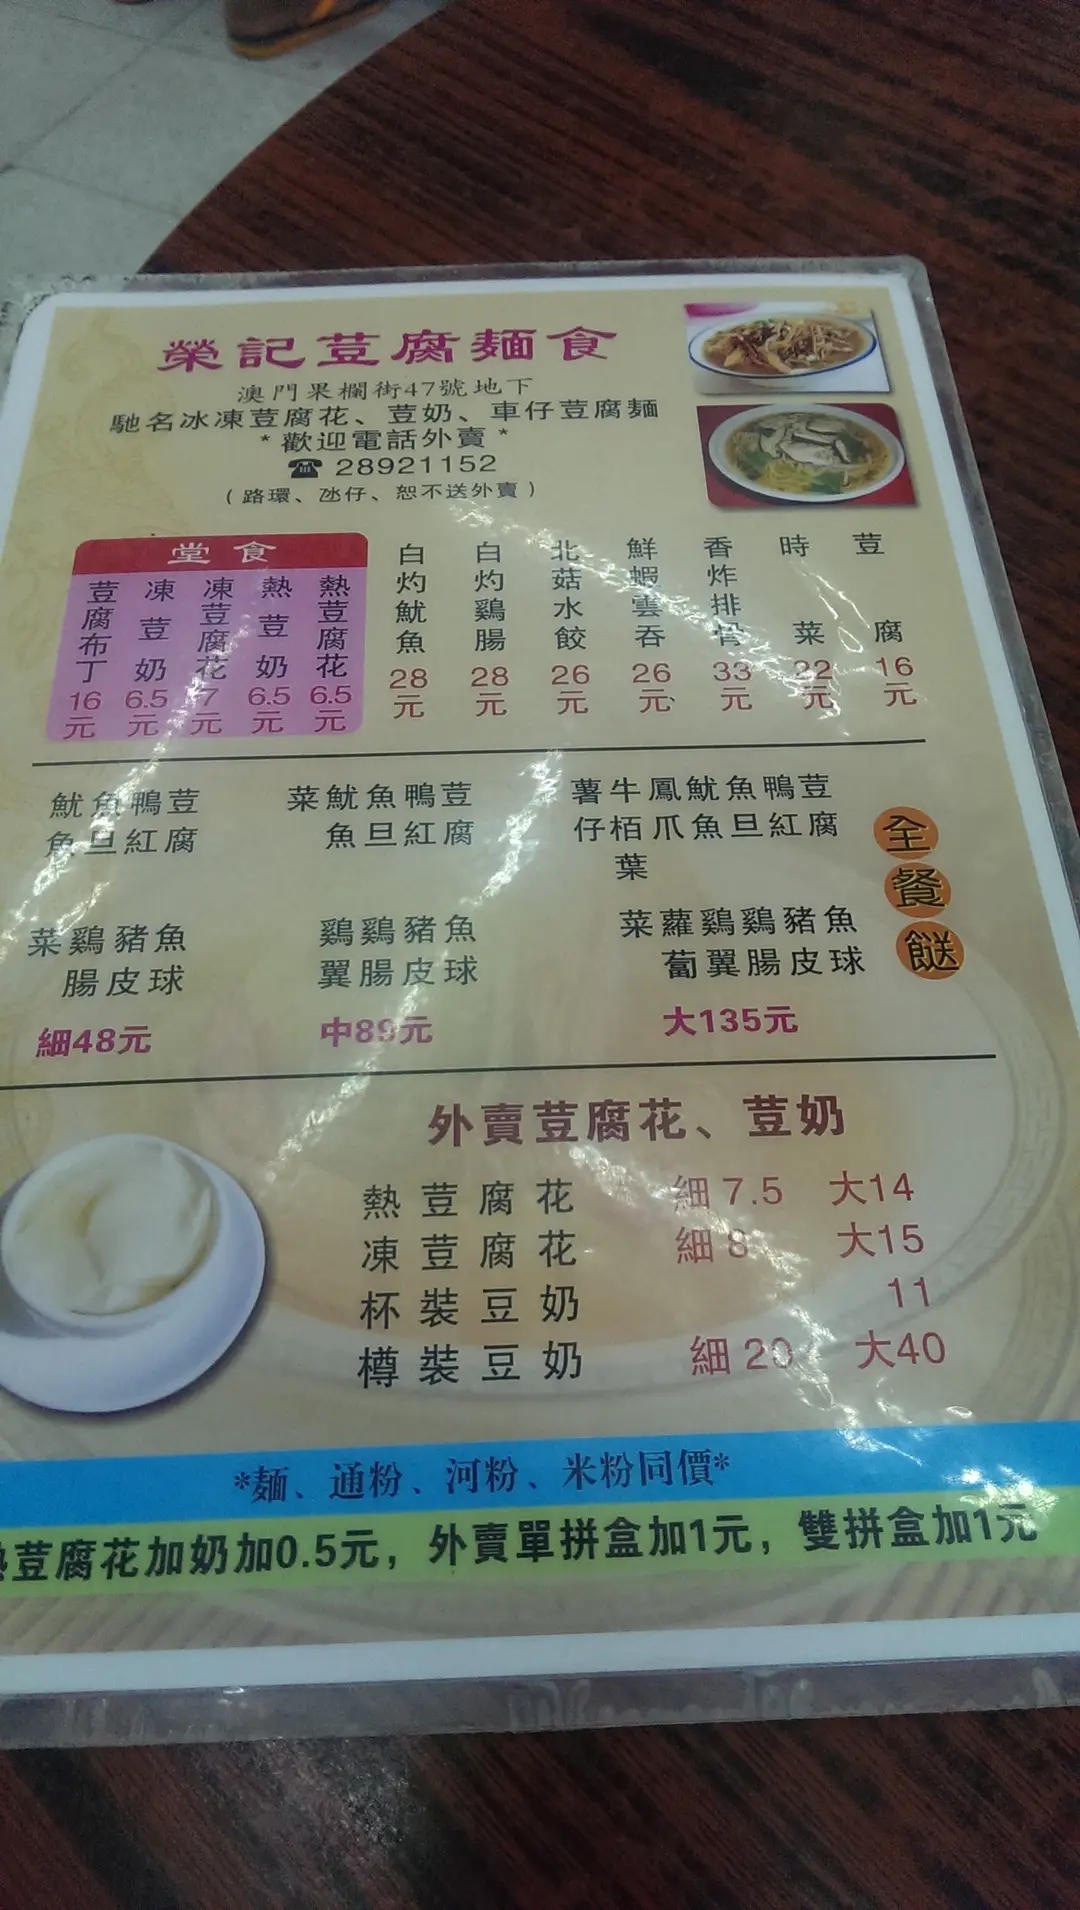 榮記荳腐麵食
澳門果欄街47號地下
馳名冰凍荳腐花、荳奶、車仔荳腐麵
*歡迎電話外賣*
☎ 28921152
(路環、氹仔、恕不送外賣)
堂食
荳腐布丁 16元
凍荳奶 6.5元
凍荳腐花 7元
熱荳奶 6.5元
熱荳腐花 6.5元
白灼魷魚 28元
白灼鷄腸 28元
北菇水餃 26元
鮮蝦雲吞 26元
香炸排骨 33元
時菜 22元
荳腐 16元
魷魚鴨荳
魚旦紅腐
菜鷄豬魚
腸皮球
細48元
菜魷魚鴨荳
魚旦紅腐
鷄鷄豬魚
翼腸皮球
中89元
薯牛鳳魷魚鴨荳
仔栢爪魚旦紅腐
葉
菜蘿鷄鷄豬魚
蔔翼腸皮球
大135元
全餐餸
外賣荳腐花、荳奶
熱荳腐花 細7.5 大14
凍荳腐花 細8 大15
杯裝豆奶 11
樽裝豆奶 細20 大40
*麵、通粉、河粉、米粉同價*
荳腐花加奶加0.5元，外賣單拼盒加1元，雙拼盒加1元